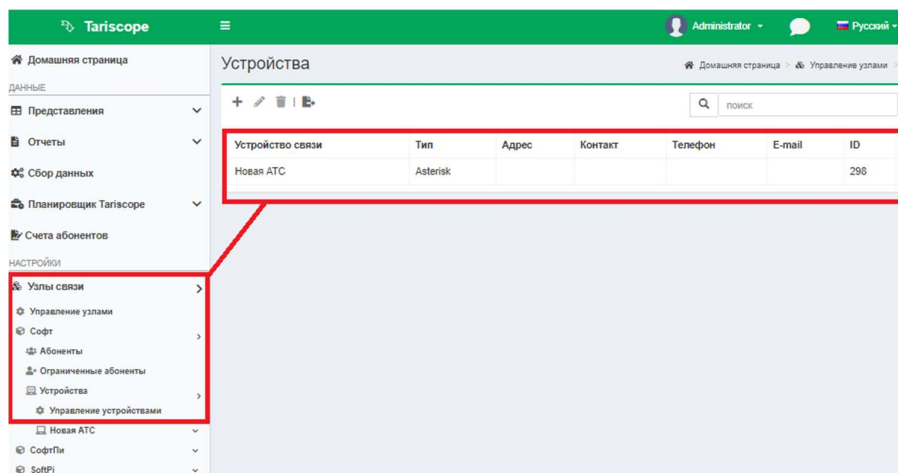 Tariscope
Administrator
Русский
Домашняя страница
ДАННЫЕ
Представления
Отчеты
Сбор данных
Планировщик Tariscope
Счета абонентов
НАСТРОЙКИ
Узлы связи
Управление узлами
Софт
Абоненты
Ограниченные абоненты
Устройства
Управление устройствами
Новая АТС
СофтПи
SoftPi
Устройства
Домашняя страница > Управление узлами >
поиск
Устройство связи Тип Адрес Контакт Телефон E-mail ID
Новая АТС Asterisk 298